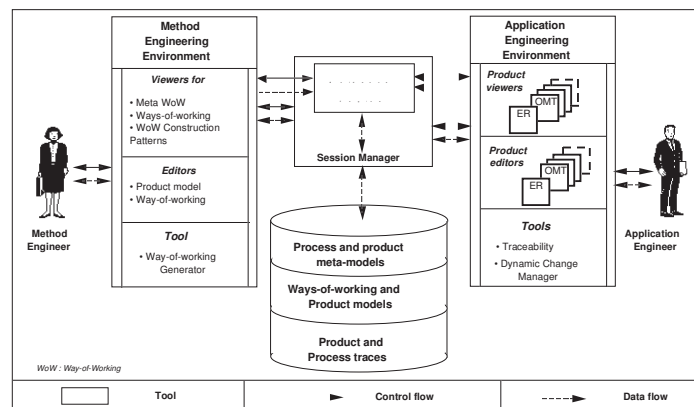 Method
Engineering
Environment
Viewers for
• Meta WoW
• Ways-of-working
• WoW Construction
Patterns
Editors
• Product model
• Way-of-working
Tool
• Way-of-working
Generator
Method
Engineer
Session Manager
Process and product
meta-models
Ways-of-working and
Product models
Product and
Process traces
Application
Engineering
Environment
Product
viewers
OMT
ER
Product
editors
OMT
ER
Tools
• Traceability
• Dynamic Change
Manager
Application
Engineer
WoW : Way-of-Working
Tool
Control flow
Data flow